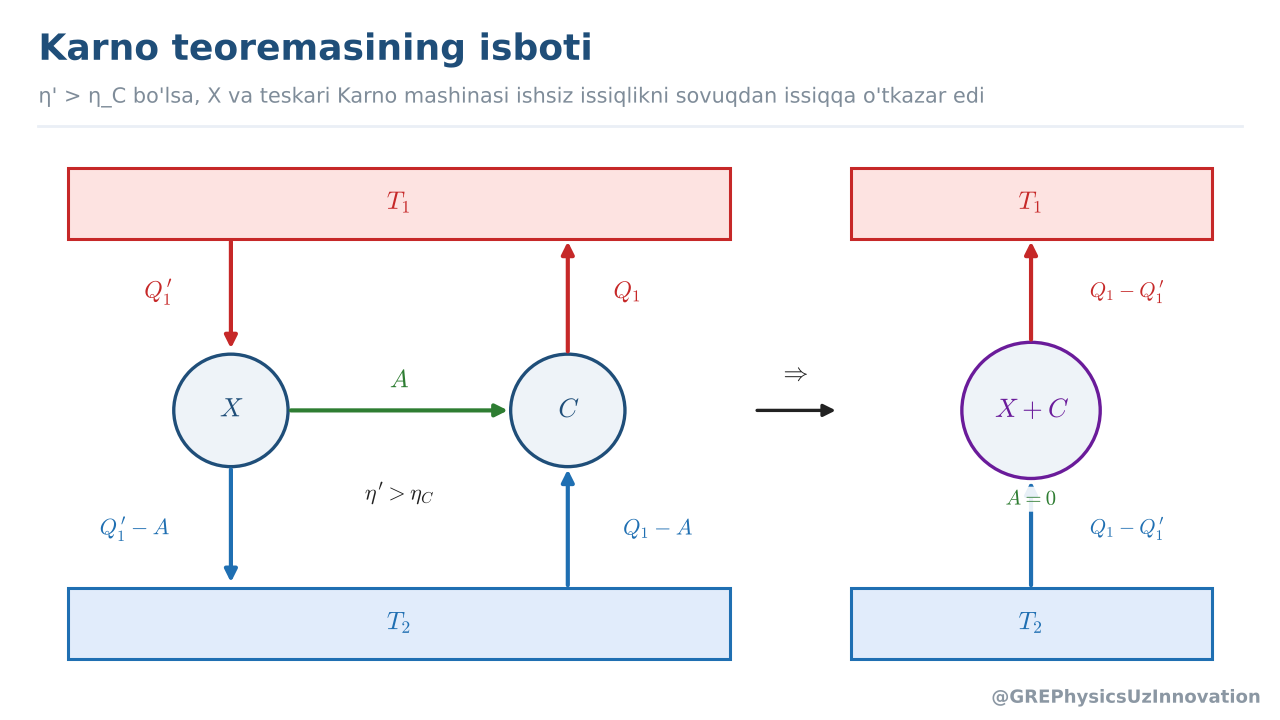 Karno teoremasining isboti
η' > η_C bo'lsa, X va teskari Karno mashinasi ishsiz issiqlikni sovuqdan issiqqa o'tkazar edi
T₁
T₁
Q₁′
Q₁
Q₁ − Q₁′
A
⇒
X
C
X + C
η′ > η_C
A = 0
Q₁′ − A
Q₁ − A
Q₁ − Q₁′
T₂
T₂
@GREPhysicsUzInnovation